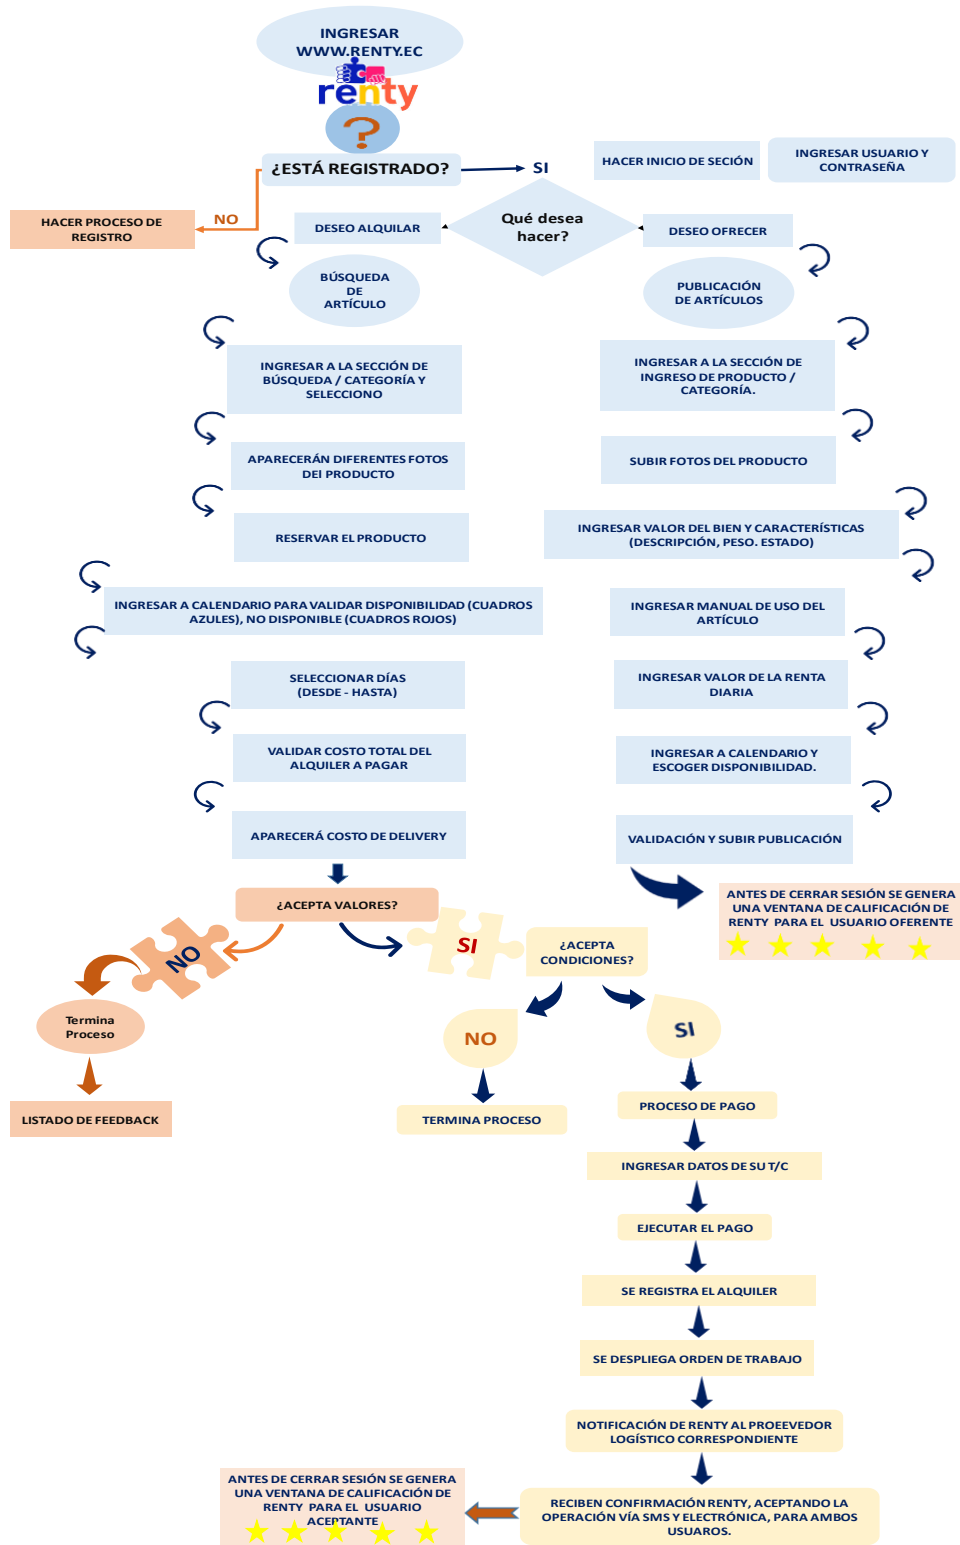 INGRESAR
WWW.RENTY.EC
renty
?
¿ESTÁ REGISTRADO?
SI
HACER INICIO DE SECIÓN
INGRESAR USUARIO Y
CONTRASEÑA
NO
HACER PROCESO DE
REGISTRO
Qué desea
hacer?
DESEO ALQUILAR
DESEO OFRECER
BÚSQUEDA
DE
ARTÍCULO
PUBLICACIÓN
DE ARTÍCULOS
INGRESAR A LA SECCIÓN DE
BÚSQUEDA / CATEGORÍA Y
SELECCIONO
INGRESAR A LA SECCIÓN DE
INGRESO DE PRODUCTO /
CATEGORÍA.
APARECERÁN DIFERENTES FOTOS
DEl PRODUCTO
SUBIR FOTOS DEL PRODUCTO
RESERVAR EL PRODUCTO
INGRESAR VALOR DEL BIEN Y CARACTERÍSTICAS
(DESCRIPCIÓN, PESO. ESTADO)
INGRESAR A CALENDARIO PARA VALIDAR DISPONIBILIDAD (CUADROS
AZULES), NO DISPONIBLE (CUADROS ROJOS)
INGRESAR MANUAL DE USO DEL
ARTÍCULO
SELECCIONAR DÍAS
(DESDE - HASTA)
INGRESAR VALOR DE LA RENTA
DIARIA
VALIDAR COSTO TOTAL DEL
ALQUILER A PAGAR
INGRESAR A CALENDARIO Y
ESCOGER DISPONIBILIDAD.
APARECERÁ COSTO DE DELIVERY
VALIDACIÓN Y SUBIR PUBLICACIÓN
ANTES DE CERRAR SESIÓN SE GENERA
UNA VENTANA DE CALIFICACIÓN DE
RENTY PARA EL USUARIO OFERENTE
¿ACEPTA VALORES?
NO
SI
¿ACEPTA
CONDICIONES?
Termina
Proceso
LISTADO DE FEEDBACK
NO
SI
TERMINA PROCESO
PROCESO DE PAGO
INGRESAR DATOS DE SU T/C
EJECUTAR EL PAGO
SE REGISTRA EL ALQUILER
SE DESPLIEGA ORDEN DE TRABAJO
NOTIFICACIÓN DE RENTY AL PROEEVEDOR
LOGÍSTICO CORRESPONDIENTE
RECIBEN CONFIRMACIÓN RENTY, ACEPTANDO LA
OPERACIÓN VÍA SMS Y ELECTRÓNICA, PARA AMBOS
USUAROS.
ANTES DE CERRAR SESIÓN SE GENERA
UNA VENTANA DE CALIFICACIÓN DE
RENTY PARA EL USUARIO
ACEPTANTE